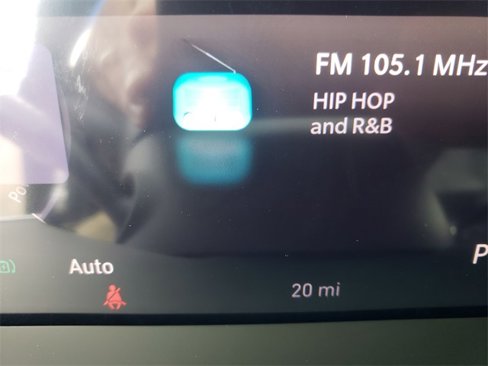 FM 105.1 MHz
HIP HOP
and R&B
Auto
20 mi